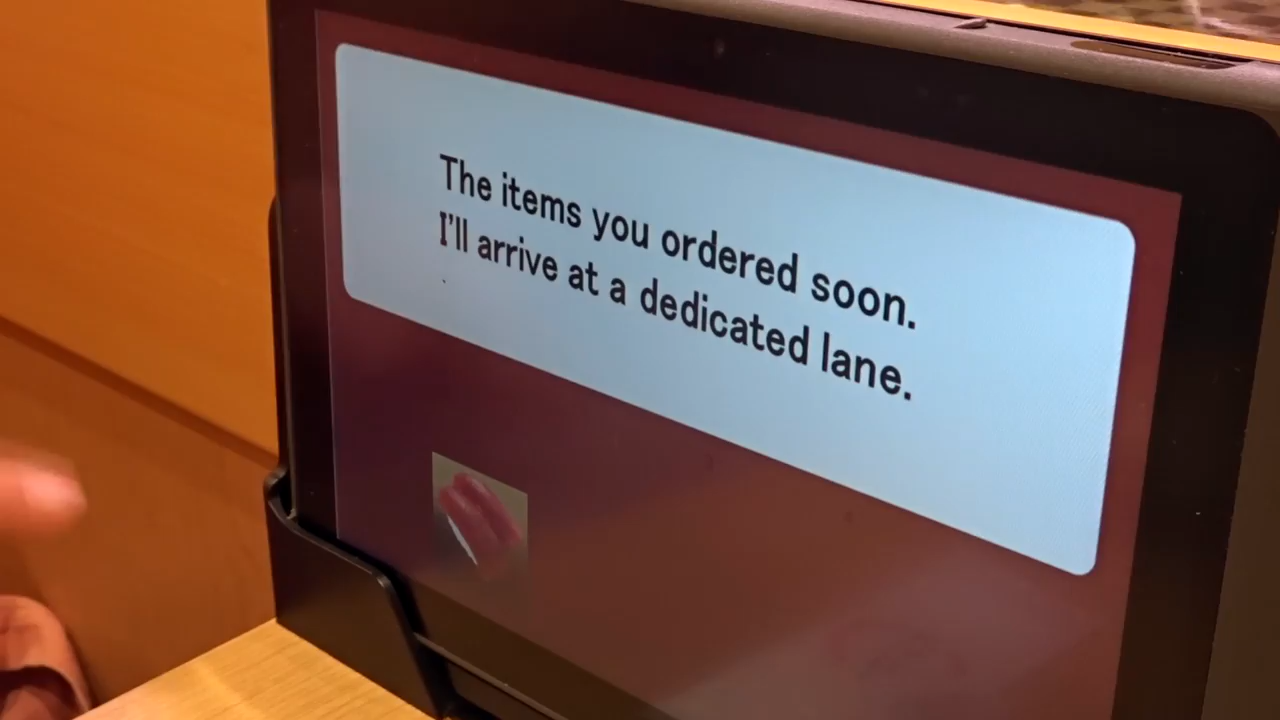 The items you ordered soon.
I'll arrive at a dedicated lane.